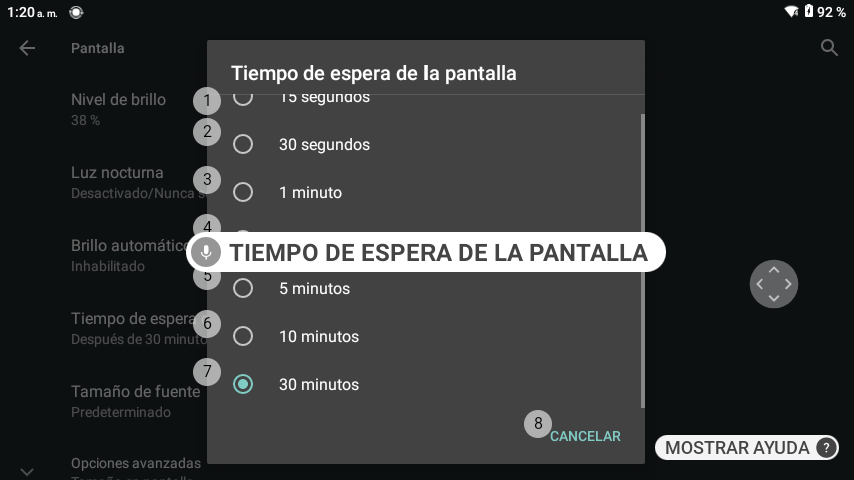 1:20 a. m.
92 %
Pantalla
Tiempo de espera de la pantalla
Nivel de brillo
38 %
1
15 segundos
2
30 segundos
Luz nocturna
Desactivado/Nunca s
3
1 minuto
4
Brillo automático
Inhabilitado
TIEMPO DE ESPERA DE LA PANTALLA
5
5 minutos
Tiempo de espera
Después de 30 minuto
6
10 minutos
7
30 minutos
Tamaño de fuente
Predeterminado
8
CANCELAR
MOSTRAR AYUDA ?
Opciones avanzadas